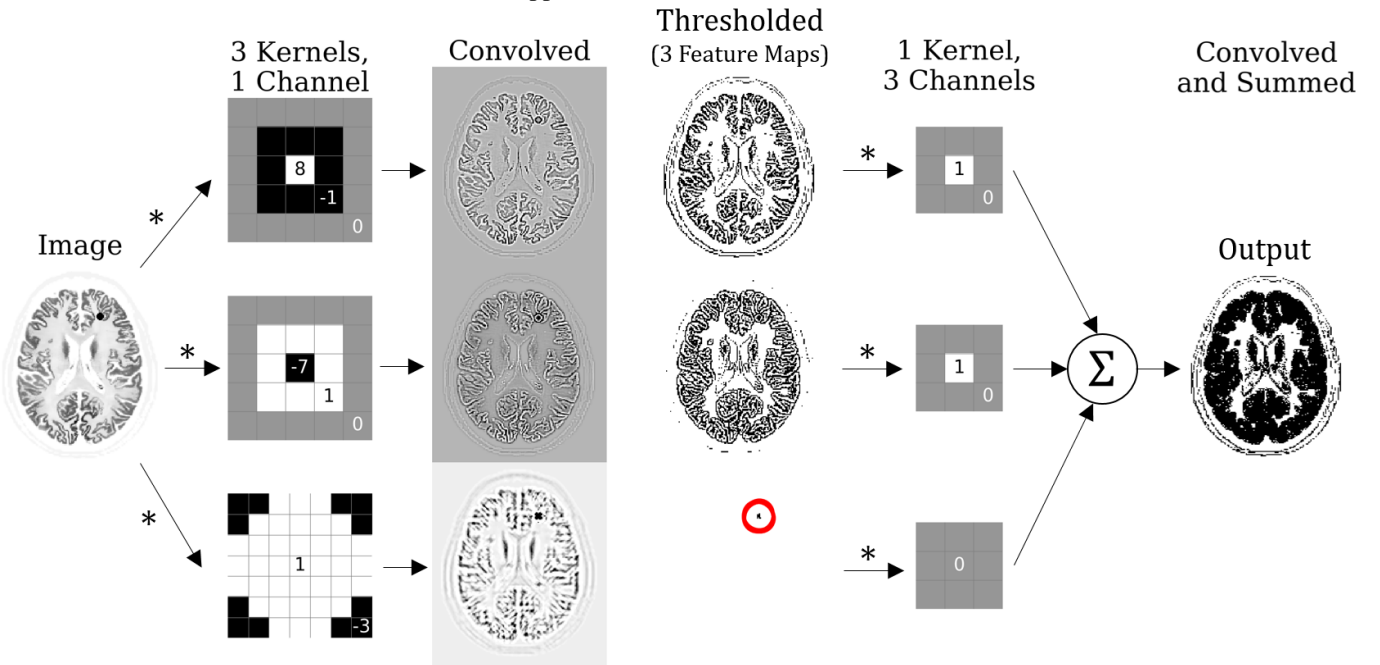 Thresholded
(3 Feature Maps)
3 Kernels,
1 Channel
Convolved
1 Kernel,
3 Channels
Convolved
and Summed
8
-1
0
*
*
1
0
Image
Output
*
-7
1
0
*
1
0
Σ
*
1
-3
*
0